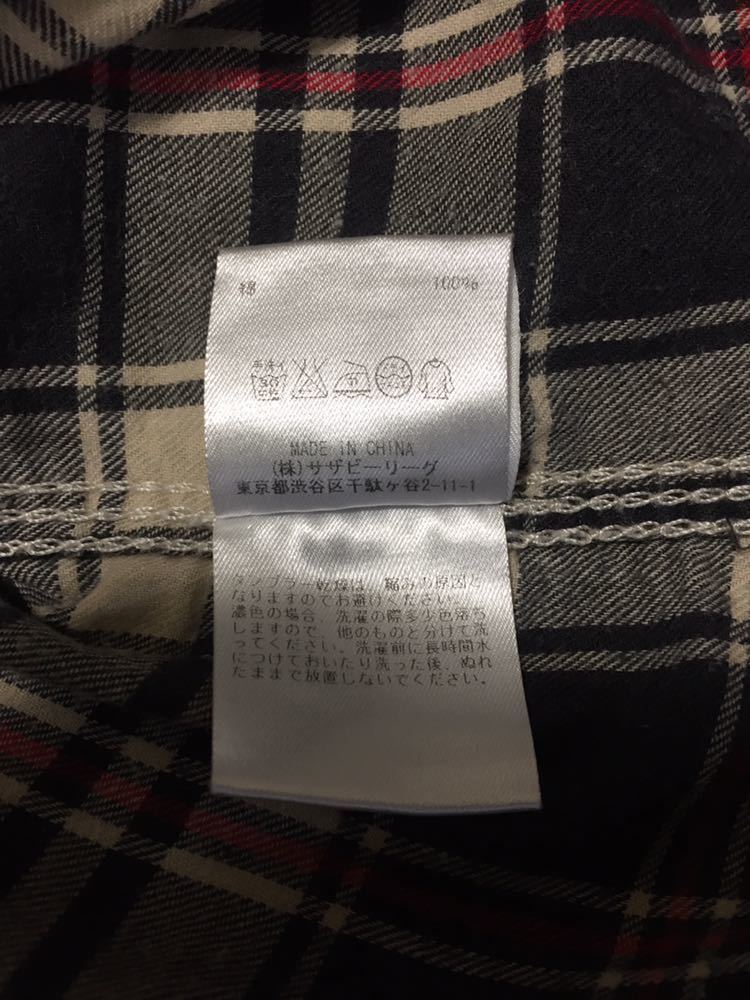 綿 100%
手洗イ
30
MADE IN CHINA
(株)サザビーリーグ
東京都渋谷区千駄ヶ谷2-11-1
タンブラー乾燥は、縮みの原因と
なりますのでお避けください。
濃色の場合、洗濯の際多少色落ち
しますので、他のものと分けて洗
ってください。洗濯前に長時間水
につけておいたり洗った後、ぬれ
たままで放置しないでください。